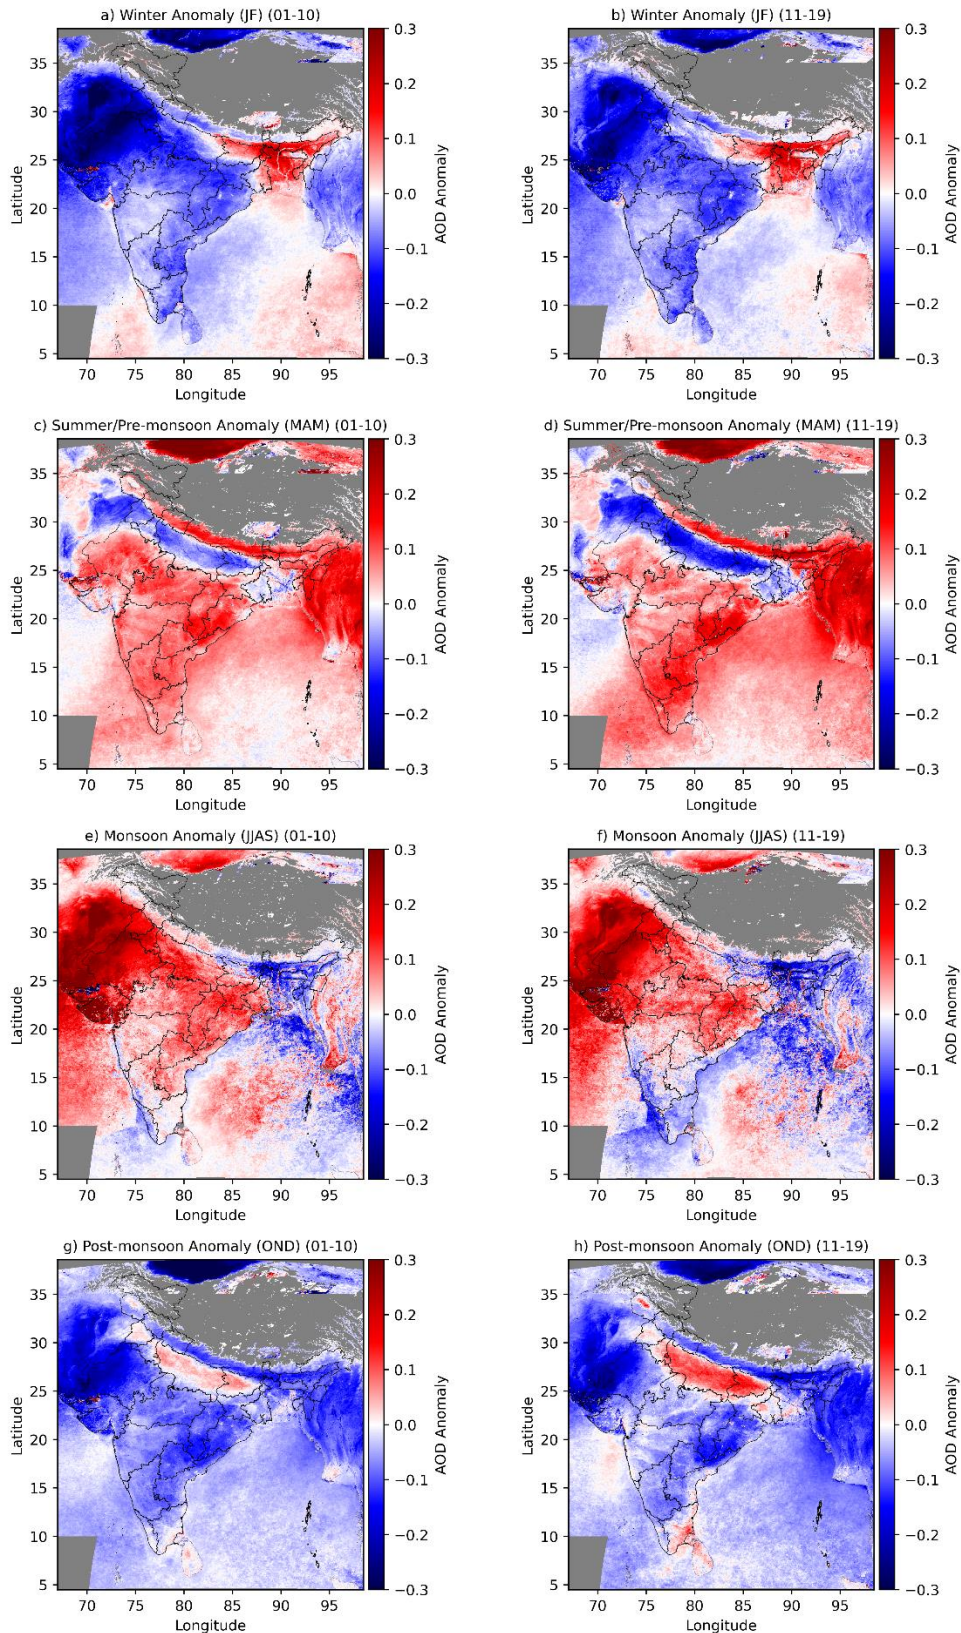 a) Winter Anomaly (JF) (01-10)
35
30
25
20
15
10
5
Latitude
70 75 80 85 90 95
Longitude
0.3
0.2
0.1
0.0
−0.1
−0.2
−0.3
AOD Anomaly
b) Winter Anomaly (JF) (11-19)
35
30
25
20
15
10
5
Latitude
70 75 80 85 90 95
Longitude
0.3
0.2
0.1
0.0
−0.1
−0.2
−0.3
AOD Anomaly
c) Summer/Pre-monsoon Anomaly (MAM) (01-10)
35
30
25
20
15
10
5
Latitude
70 75 80 85 90 95
Longitude
0.3
0.2
0.1
0.0
−0.1
−0.2
−0.3
AOD Anomaly
d) Summer/Pre-monsoon Anomaly (MAM) (11-19)
35
30
25
20
15
10
5
Latitude
70 75 80 85 90 95
Longitude
0.3
0.2
0.1
0.0
−0.1
−0.2
−0.3
AOD Anomaly
e) Monsoon Anomaly (JJAS) (01-10)
35
30
25
20
15
10
5
Latitude
70 75 80 85 90 95
Longitude
0.3
0.2
0.1
0.0
−0.1
−0.2
−0.3
AOD Anomaly
f) Monsoon Anomaly (JJAS) (11-19)
35
30
25
20
15
10
5
Latitude
70 75 80 85 90 95
Longitude
0.3
0.2
0.1
0.0
−0.1
−0.2
−0.3
AOD Anomaly
g) Post-monsoon Anomaly (OND) (01-10)
35
30
25
20
15
10
5
Latitude
70 75 80 85 90 95
Longitude
0.3
0.2
0.1
0.0
−0.1
−0.2
−0.3
AOD Anomaly
h) Post-monsoon Anomaly (OND) (11-19)
35
30
25
20
15
10
5
Latitude
70 75 80 85 90 95
Longitude
0.3
0.2
0.1
0.0
−0.1
−0.2
−0.3
AOD Anomaly